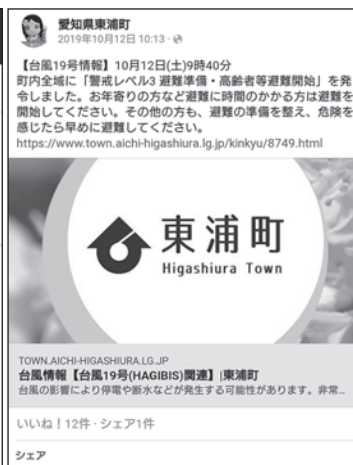 愛知県東浦町
2019年10月12日 10:13
【台風19号情報】10月12日(土)9時40分
町内全域に「警戒レベル3 避難準備・高齢者等避難開始」を発
令しました。お年寄りの方など避難に時間のかかる方は避難を
開始してください。その他の方も、避難の準備を整え、危険を
感じたら早めに避難してください。
https://www.town.aichi-higashiura.lg.jp/kinkyu/8749.html
東浦町
Higashiura Town
TOWN.AICHI-HIGASHIURA.LG.JP
台風情報【台風19号(HAGIBIS)関連】|東浦町
台風の影響により停電や断水などが発生する可能性があります。非常...
いいね!12件・シェア1件
シェア